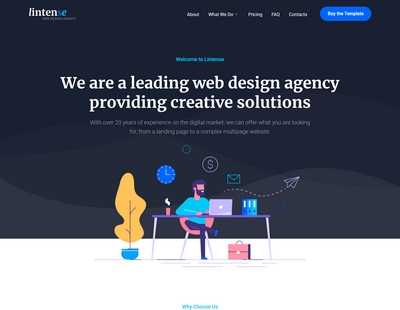 lintense
WEB DESIGN AGENCY
About What We Do Pricing FAQ Contacts Buy the Template
Welcome to Lintense
We are a leading web design agency
providing creative solutions
With over 20 years of experience on the digital market, we can offer what you are looking
for, from a landing page to a complex multipage website.
Why Choose Us